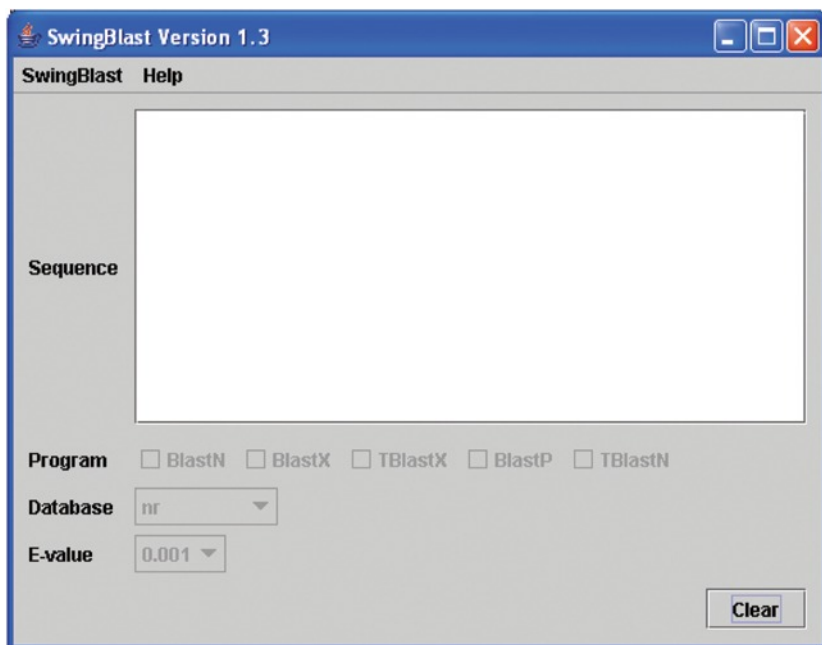 SwingBlast Version 1.3
SwingBlast Help
Sequence
Program BlastN BlastX TBlastX BlastP TBlastN
Database nr
E-value 0.001
Clear